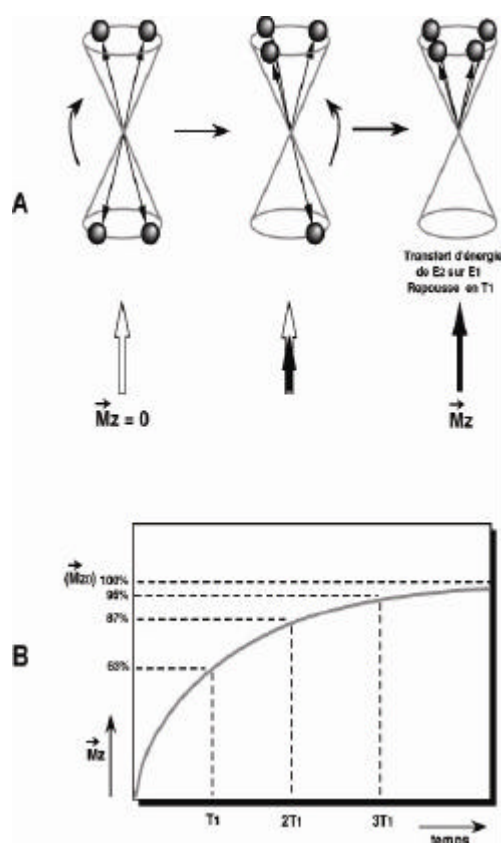 A
Transfert d'énergie
de E2 sur E1
Repousse en T1
Mz = 0
Mz
B
(Mz0) 100%
95%
87%
63%
Mz
T1 2T1 3T1
temps